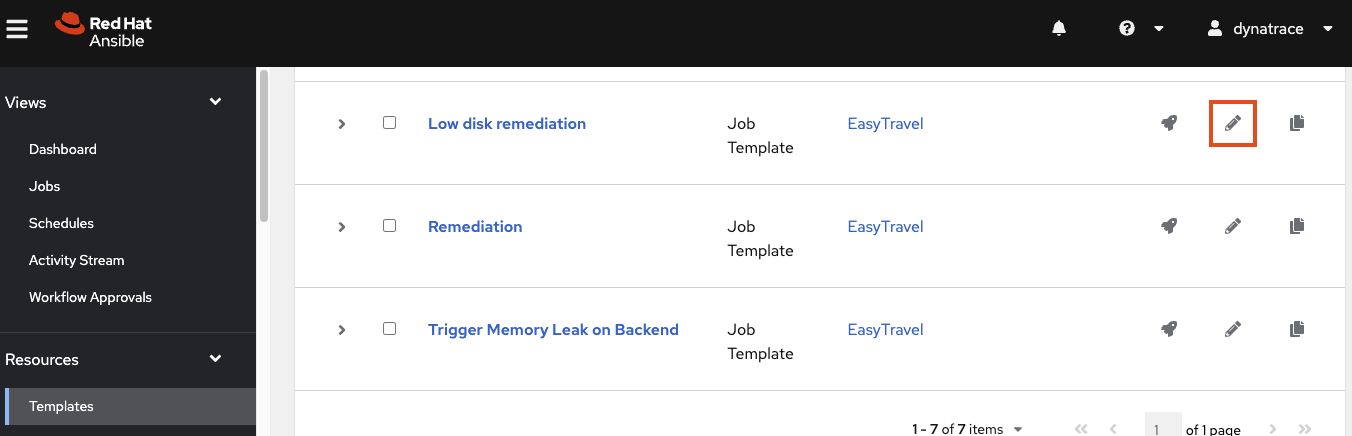 Red Hat
Ansible
dynatrace
Views
Dashboard
Jobs
Schedules
Activity Stream
Workflow Approvals
Resources
Templates
Low disk remediation
Job
Template
EasyTravel
Remediation
Job
Template
EasyTravel
Trigger Memory Leak on Backend
Job
Template
EasyTravel
1 - 7 of 7 items
1 of 1 page